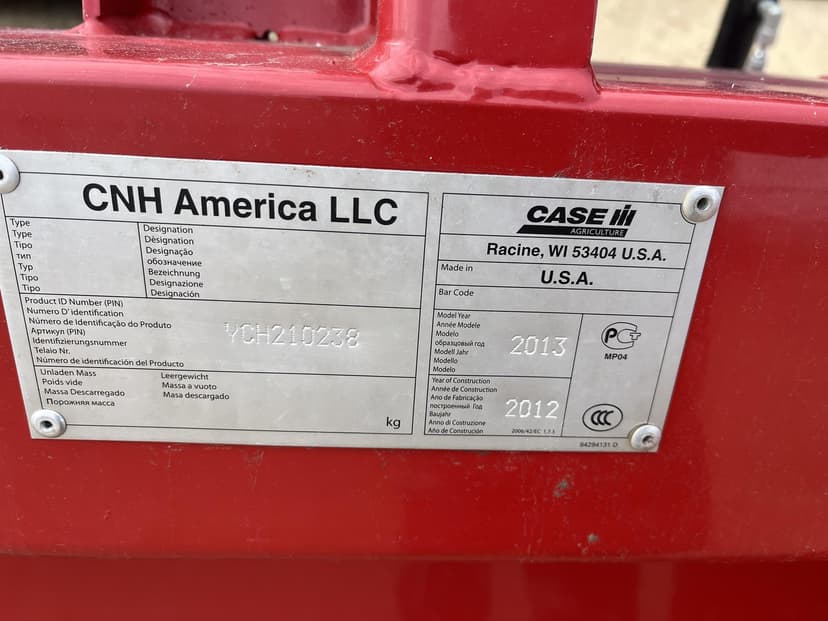 CNH America LLC
Type
Type
Tipo
тип
Typ
Tipo
Tipo
Designation
Dèsignation
Designação
обозначение
Bezeichnung
Designazione
Designación
Product ID Number (PIN)
Numero D' identification
Número de Identificação do Produto
Артикул (PIN)
Identifizierungsnummer
Telaio Nr.
Número de identificación del Producto
YCH210238
Unladen Mass
Poids vide
Massa Descarregado
Порожняя масса
Leergewicht
Massa a vuoto
Masa descargado
kg
CASE IH
AGRICULTURE
Racine, WI 53404 U.S.A.
Made in
U.S.A.
Bar Code
Model Year
Année Modele
Modelo
образцовый год
Modell Jahr
Modello
Modelo
2013
Year of Construction
Année de Construction
Ano de Fabricação
построенный Год
Baujahr
Anno di Costruzione
Año de Construción
2012
2006/42/EC 1.7.3
PCT
MP04
CCC
84294131 D